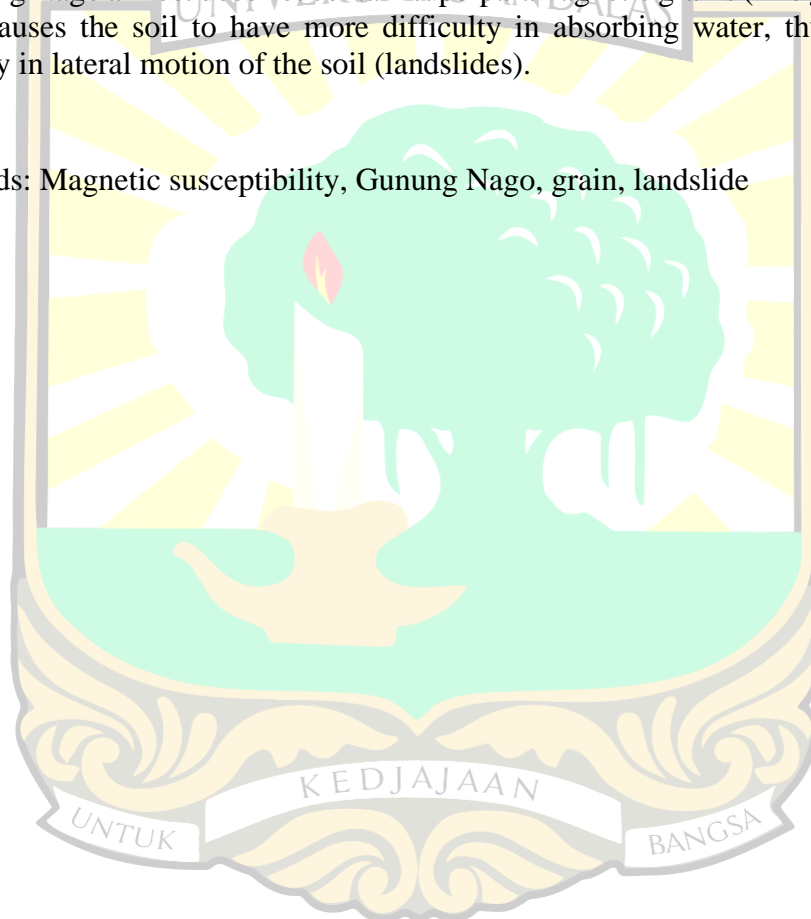 auses the soil to have more difficulty in absorbing water, th
y in lateral motion of the soil (landslides).
ds: Magnetic susceptibility, Gunung Nago, grain, landslide
KEDJAJAAN
UNTUK
BANGSA